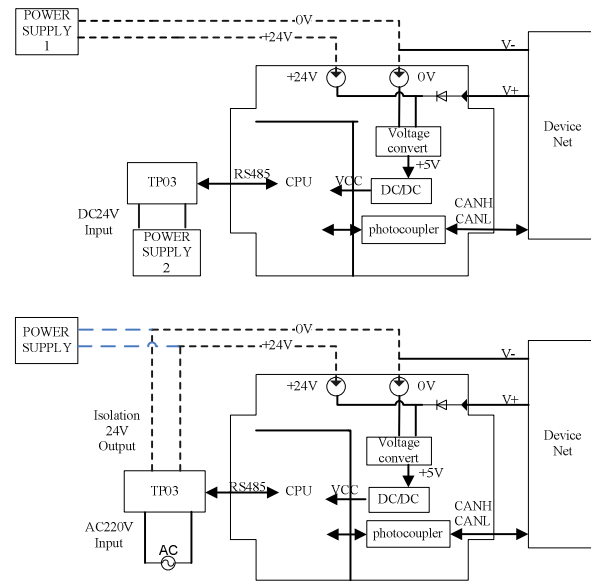 POWER
SUPPLY
1
0V
+24V
V-
+24V
0V
V+
Voltage
convert
Device
Net
+5V
TP03
RS485
CPU
VCC
DC/DC
DC24V
Input
CANH
CANL
POWER
SUPPLY
2
photocoupler
POWER
SUPPLY
0V
+24V
V-
+24V
0V
V+
Isolation
24V
Output
Voltage
convert
Device
Net
+5V
TP03
RS485
CPU
VCC
DC/DC
AC220V
Input
CANH
CANL
AC
photocoupler